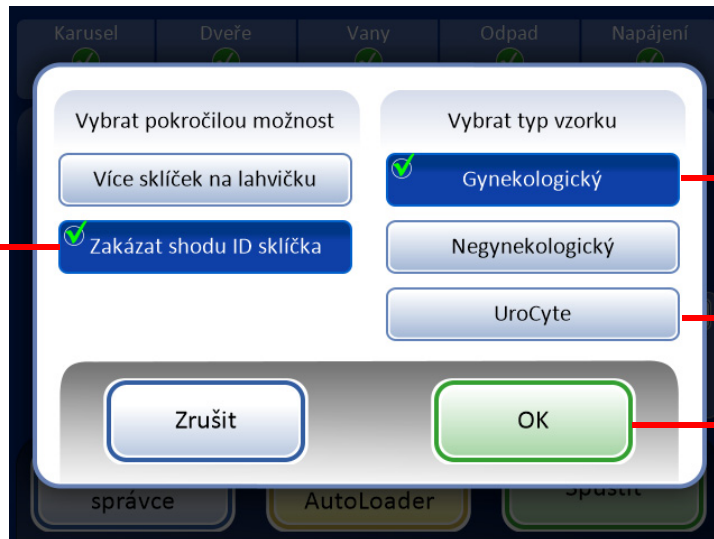 Karusel
Dveře
Vany
Odpad
Napájení
Vybrat pokročilou možnost
Vybrat typ vzorku
Více sklíček na lahvičku
Gynekologický
Zakázat shodu ID sklíčka
Negynekologický
UroCyte
Zrušit
OK
správce
AutoLoader
Spustit